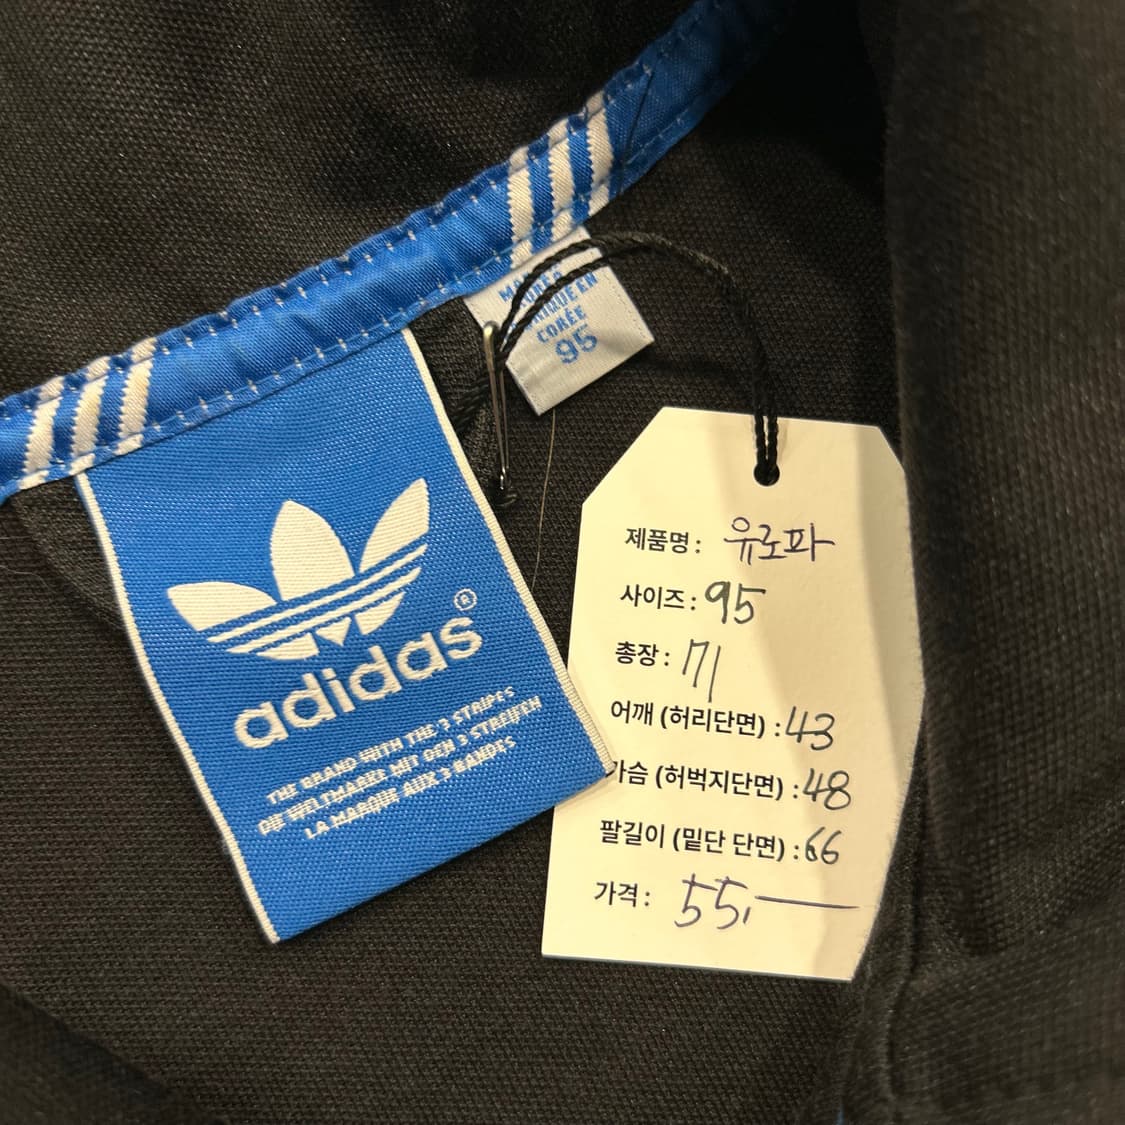 FABRIQUE EN
CORÉE
95
adidas®
THE BRAND WITH THE 3 STRIPES
DIE WELTMARKE MIT DEN 3 STREIFEN
LA MARQUE AUX 3 BANDES
제품명: 유로파
사이즈: 95
총장: 71
어깨 (허리단면) : 43
가슴 (허벅지단면) : 48
팔길이 (밑단 단면) : 66
가격: 55,—